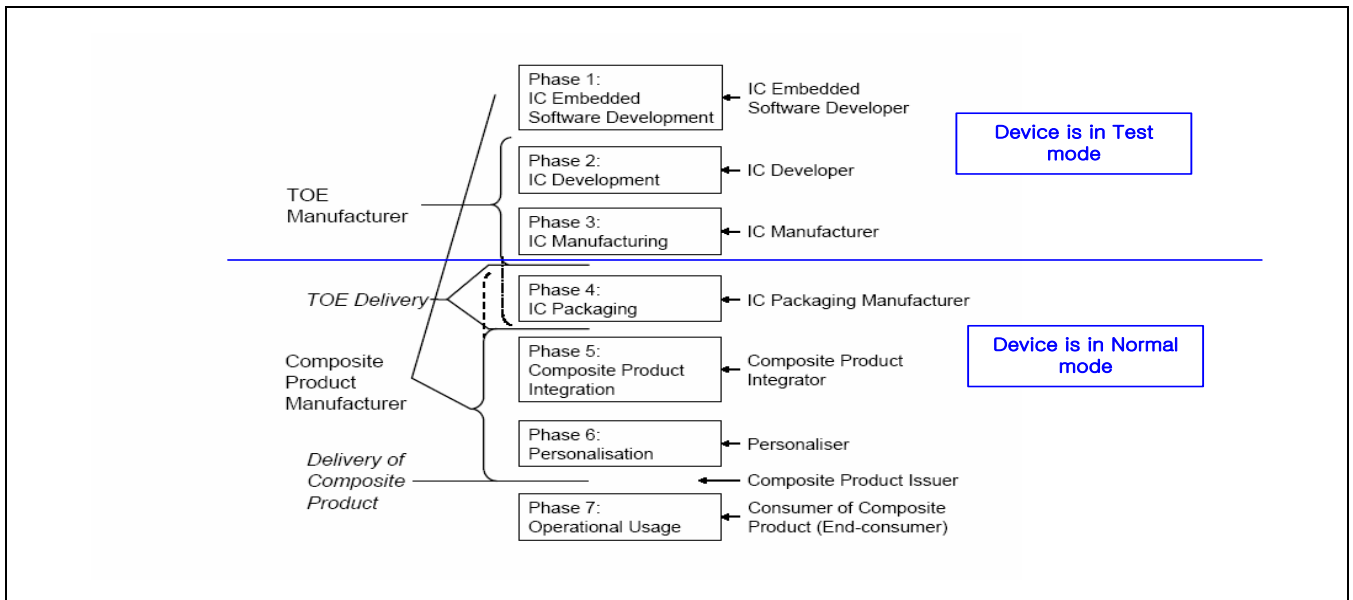 Phase 1:
IC Embedded
Software Development
IC Embedded
Software Developer
Device is in Test
mode
Phase 2:
IC Development
IC Developer
TOE
Manufacturer
Phase 3:
IC Manufacturing
IC Manufacturer
TOE Delivery
Phase 4:
IC Packaging
IC Packaging Manufacturer
Device is in Normal
mode
Composite
Product
Manufacturer
Phase 5:
Composite Product
Integration
Composite Product
Integrator
Phase 6:
Personalisation
Personaliser
Delivery of
Composite
Product
Composite Product Issuer
Phase 7:
Operational Usage
Consumer of Composite
Product (End-consumer)